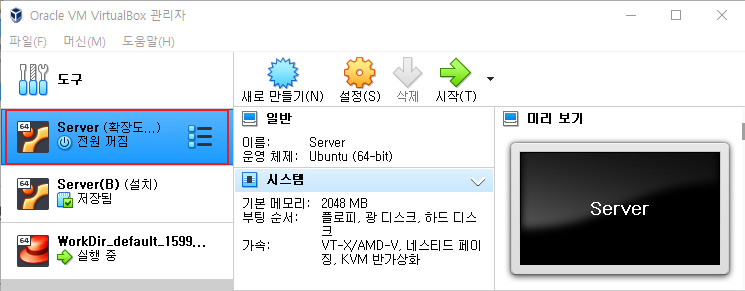 Oracle VM VirtualBox 관리자
파일(F) 머신(M) 도움말(H)
도구
새로 만들기(N) 설정(S) 삭제 시작(T)
64
Server (확장도...)
전원 꺼짐
64
Server(B) (설치)
저장됨
64
WorkDir_default_1599...
실행 중
일반
이름: Server
운영 체제: Ubuntu (64-bit)
시스템
기본 메모리: 2048 MB
부팅 순서: 플로피, 광 디스크, 하드 디스
크
가속: VT-X/AMD-V, 네스티드 페이
징, KVM 반가상화
미리 보기
Server